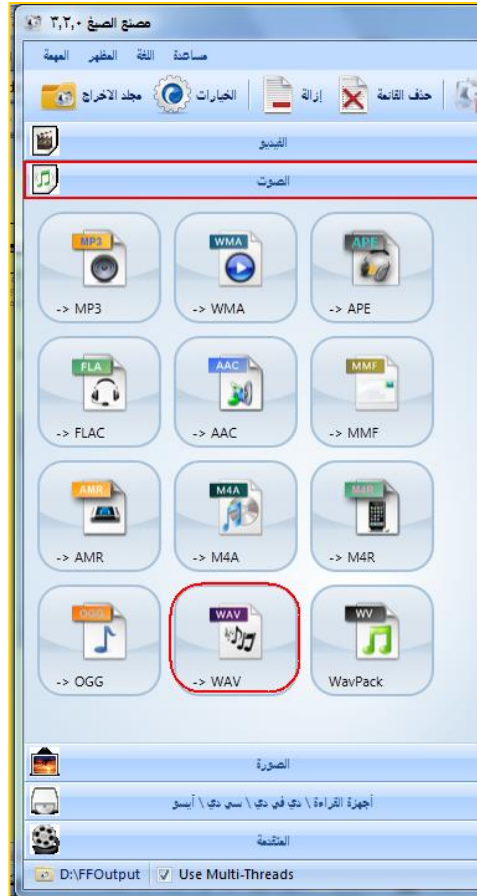 مصنع الصيغ ٣,٢,٠
المهمة المظهر اللغة مساعدة
مجلد الاخراج الخيارات إزالة حذف القائمة
الفيديو
الصوت
MP3 WMA APE
-> MP3 -> WMA -> APE
FLA AAC MMF
-> FLAC -> AAC -> MMF
AMR M4A M4R
-> AMR -> M4A -> M4R
OGG WAV WV
-> OGG -> WAV WavPack
الصورة
أجهزة القراءة \ دي في دي \ سي دي \ آيسو
المتقدمة
D:\FFOutput Use Multi-Threads